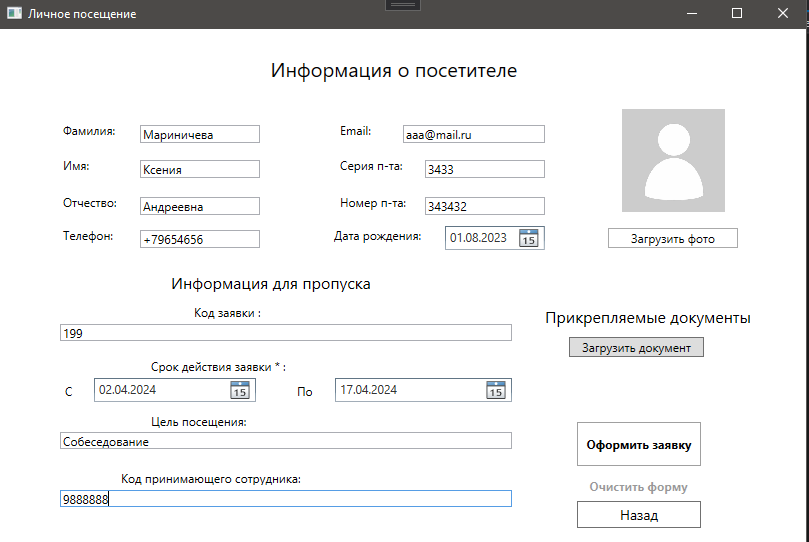 Личное посещение
Информация о посетителе
Фамилия: Мариничева Email: aaa@mail.ru
Имя: Ксения Серия п-та: 3433
Отчество: Андреевна Номер п-та: 343432
Телефон: +79654656 Дата рождения: 01.08.2023 15 Загрузить фото
Информация для пропуска
Код заявки :
Прикрепляемые документы
199
Загрузить документ
Срок действия заявки * :
С 02.04.2024 15 По 17.04.2024 15
Цель посещения:
Собеседование
Оформить заявку
Код принимающего сотрудника:
Очистить форму
9888888
Назад